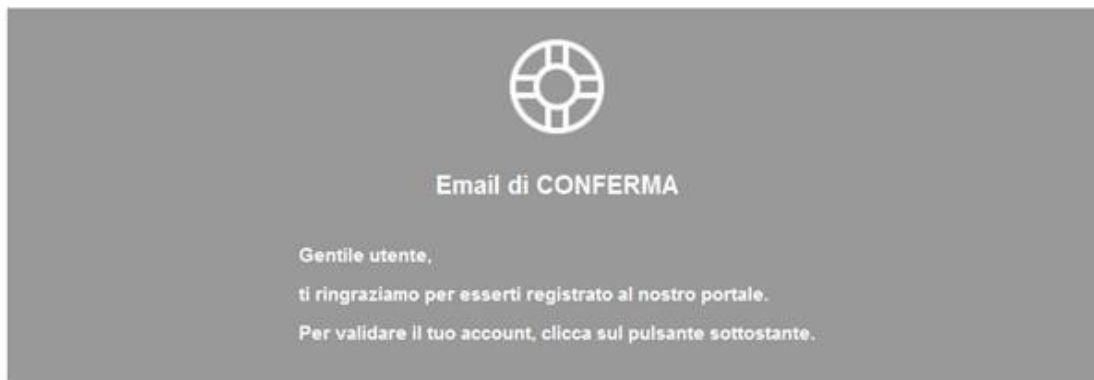 Email di CONFERMA
Gentile utente,
ti ringraziamo per esserti registrato al nostro portale.
Per validare il tuo account, clicca sul pulsante sottostante.